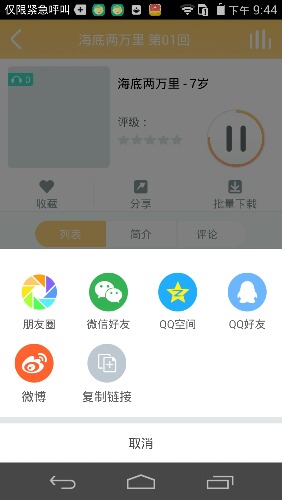 仅限紧急呼叫 下午 9:44
海底两万里 第01回
0
海底两万里 - 7岁
评级：
收藏 分享 批量下载
列表 简介 评论
朋友圈 微信好友 QQ空间 QQ好友
微博 复制链接
取消